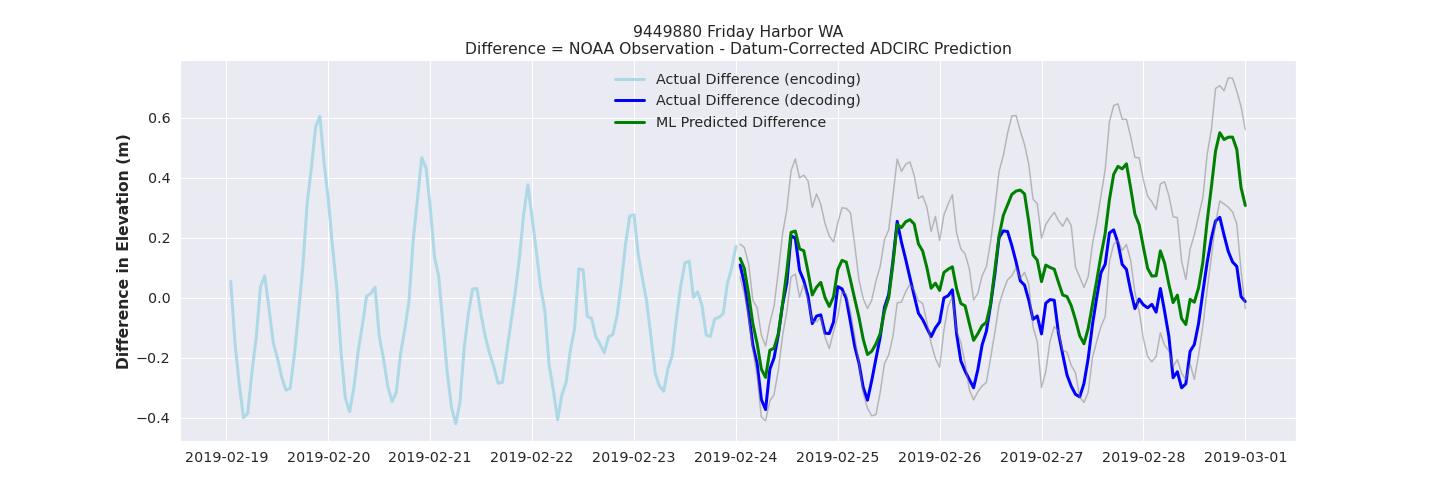 9449880 Friday Harbor WA
Difference = NOAA Observation - Datum-Corrected ADCIRC Prediction
Actual Difference (encoding)
Actual Difference (decoding)
ML Predicted Difference
Difference in Elevation (m)
0.6
0.4
0.2
0.0
−0.2
−0.4
2019-02-19 2019-02-20 2019-02-21 2019-02-22 2019-02-23 2019-02-24 2019-02-25 2019-02-26 2019-02-27 2019-02-28 2019-03-01